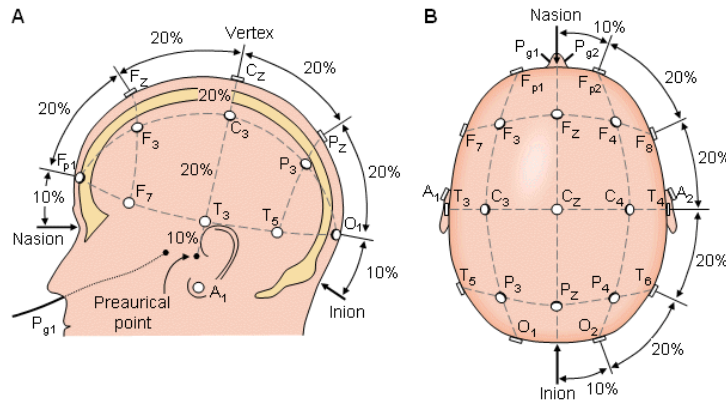 A
Vertex
20%
20%
Fz
Cz
20%
20%
20%
Pz
F3
C3
Fp1
20%
P3
20%
10%
F7
T3
T5
O1
Nasion
10%
10%
Preaurical
point
A1
Inion
Pg1
B
Nasion
10%
Pg1
Pg2
20%
Fp1
Fp2
F7
F3
Fz
F4
F8
20%
A1
T3
C3
Cz
C4
T4
A2
20%
T5
P3
Pz
P4
T6
O1
O2
20%
10%
Inion